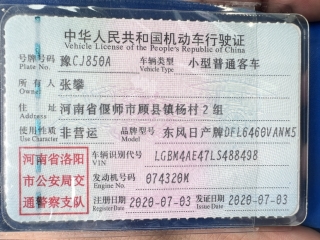 中华人民共和国机动车行驶证
Vehicle License of the People's Republic of China
号牌号码 豫CJ850A 车辆类型 小型普通客车
Plate No. Vehicle Type
所有人 张攀
Owner
住址 河南省偃师市顾县镇杨村2组
Address
使用性质 非营运 品牌型号 东风日产牌DFL6460VANM5
Use Character Model
河南省洛阳
市公安局交
通警察支队
车辆识别代号 LGBM4AE47LS488498
VIN
发动机号码 074320M
Engine No.
注册日期 2020-07-03 发证日期 2020-07-03
Register Date Issue Date